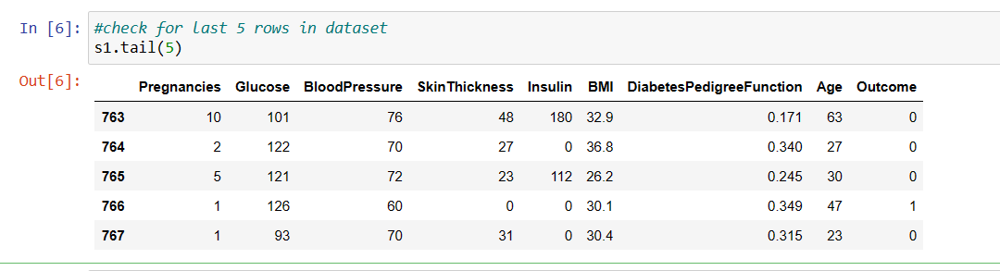 In [6]: #check for last 5 rows in dataset
s1.tail(5)
Out[6]:
Pregnancies Glucose BloodPressure SkinThickness Insulin BMI DiabetesPedigreeFunction Age Outcome
763 10 101 76 48 180 32.9 0.171 63 0
764 2 122 70 27 0 36.8 0.340 27 0
765 5 121 72 23 112 26.2 0.245 30 0
766 1 126 60 0 0 30.1 0.349 47 1
767 1 93 70 31 0 30.4 0.315 23 0